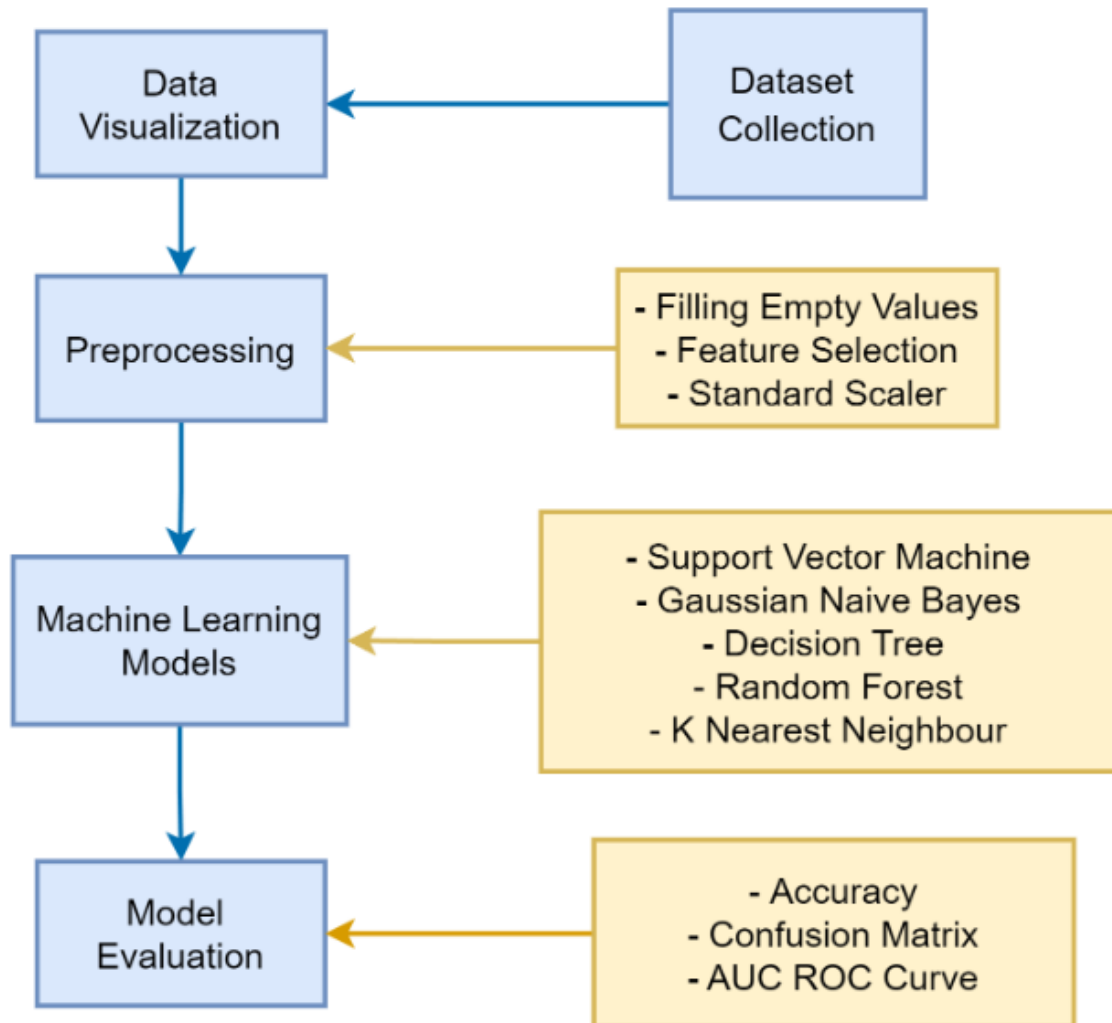 Data
Visualization
Dataset
Collection
Preprocessing
- Filling Empty Values
- Feature Selection
- Standard Scaler
Machine Learning
Models
- Support Vector Machine
- Gaussian Naive Bayes
- Decision Tree
- Random Forest
- K Nearest Neighbour
Model
Evaluation
- Accuracy
- Confusion Matrix
- AUC ROC Curve